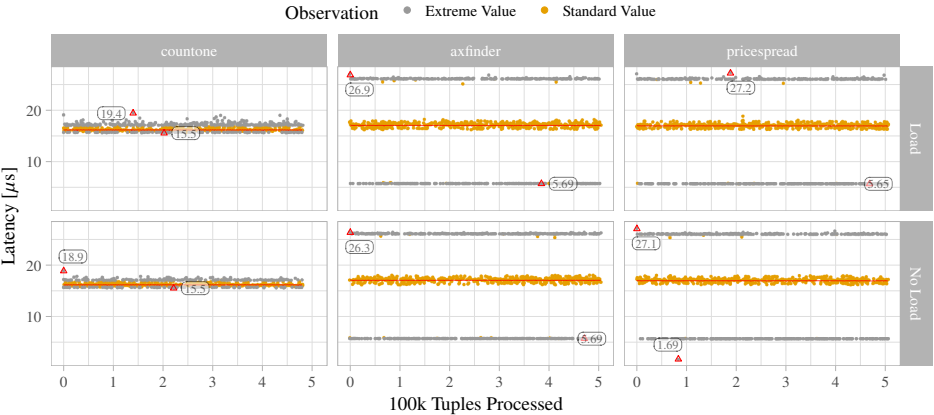 Observation Extreme Value Standard Value
countone axfinder pricespread
Latency [μs]
20
10
19.4
15.5
26.9
5.69
27.2
5.65
Load
20
10
18.9
15.5
26.3
5.69
27.1
1.69
No Load
0 1 2 3 4 5 0 1 2 3 4 5 0 1 2 3 4 5
100k Tuples Processed